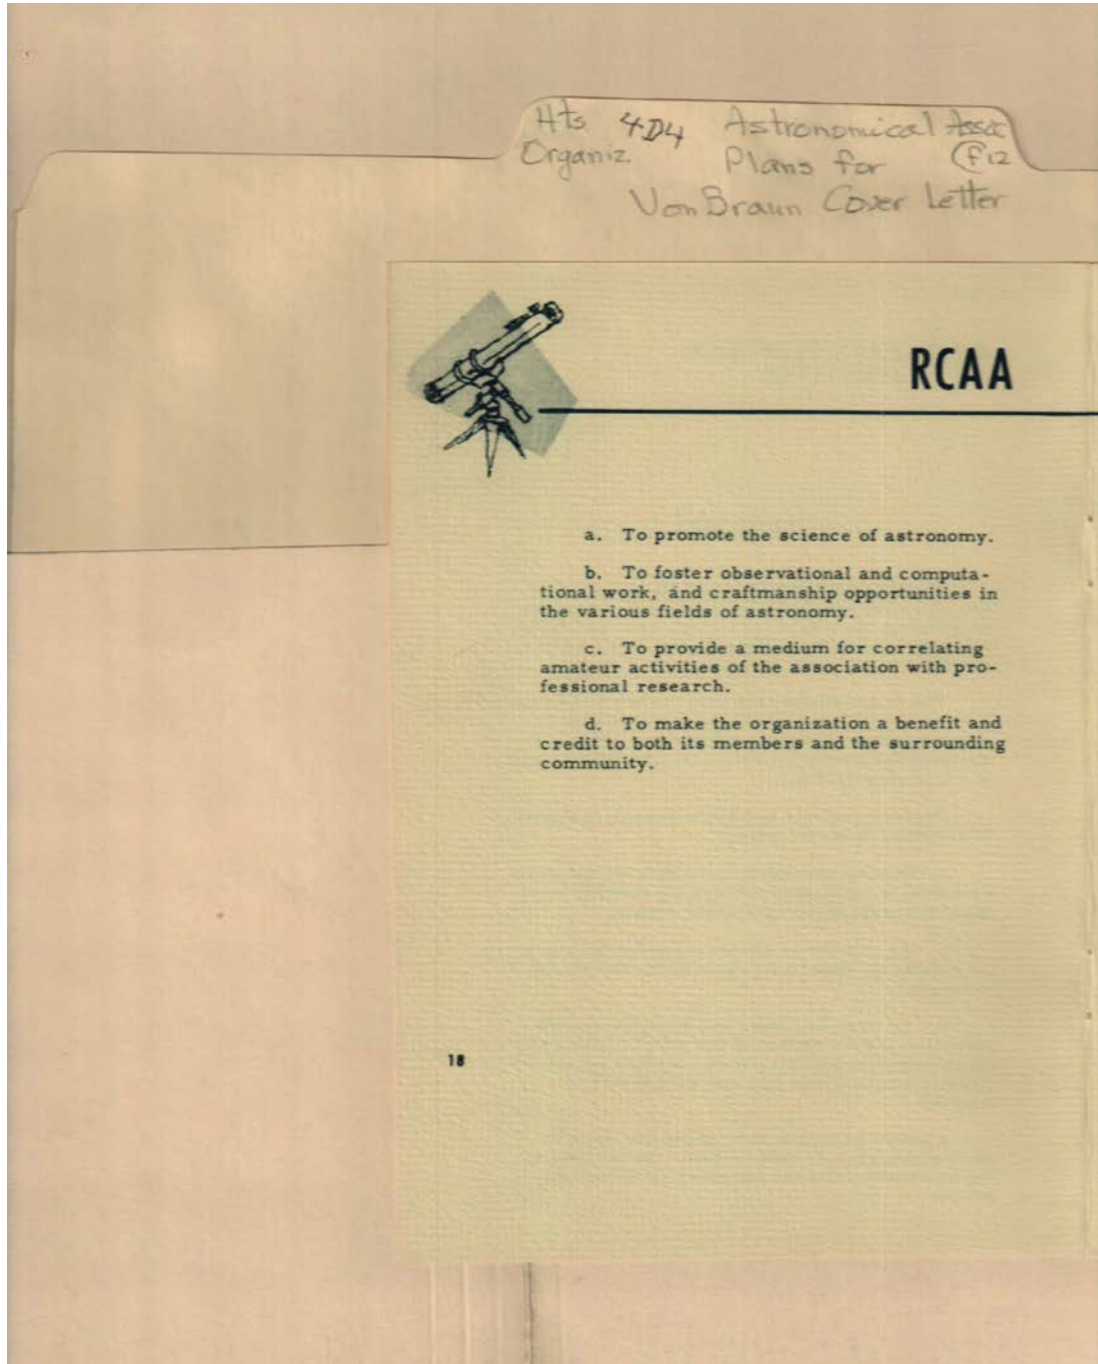 Hts 4D4 Astronomical Assoc
Organiz. Plans for f12
Von Braun Cover Letter
RCAA
a. To promote the science of astronomy.
b. To foster observational and computa-
tional work, and craftmanship opportunities in
the various fields of astronomy.
c. To provide a medium for correlating
amateur activities of the association with pro-
fessional research.
d. To make the organization a benefit and
credit to both its members and the surrounding
community.
18